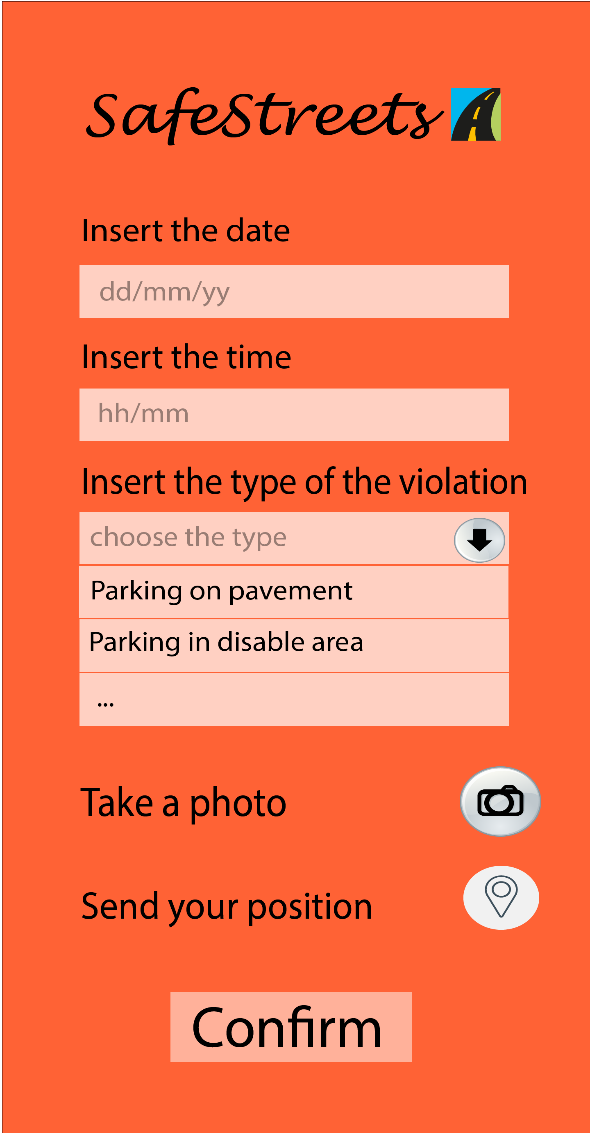 SafeStreets
Insert the date
dd/mm/yy
Insert the time
hh/mm
Insert the type of the violation
choose the type
Parking on pavement
Parking in disable area
...
Take a photo
Send your position
Confirm